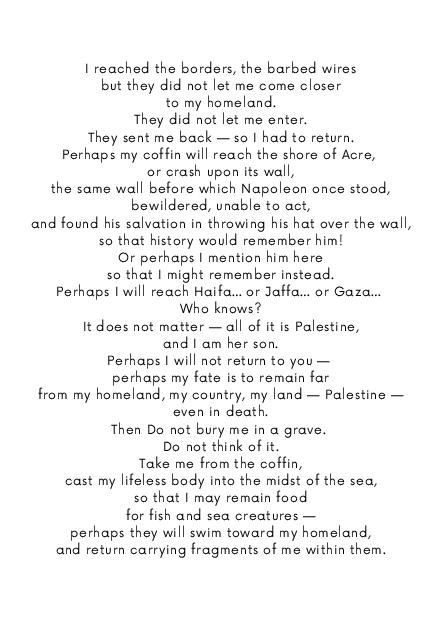 I reached the borders, the barbed wires
but they did not let me come closer
to my homeland.
They did not let me enter.
They sent me back — so I had to return.
Perhaps my coffin will reach the shore of Acre,
or crash upon its wall,
the same wall before which Napoleon once stood,
bewildered, unable to act,
and found his salvation in throwing his hat over the wall,
so that history would remember him!
Or perhaps I mention him here
so that I might remember instead.
Perhaps I will reach Haifa... or Jaffa... or Gaza...
Who knows?
It does not matter — all of it is Palestine,
and I am her son.
Perhaps I will not return to you —
perhaps my fate is to remain far
from my homeland, my country, my land — Palestine —
even in death.
Then Do not bury me in a grave.
Do not think of it.
Take me from the coffin,
cast my lifeless body into the midst of the sea,
so that I may remain food
for fish and sea creatures —
perhaps they will swim toward my homeland,
and return carrying fragments of me within them.